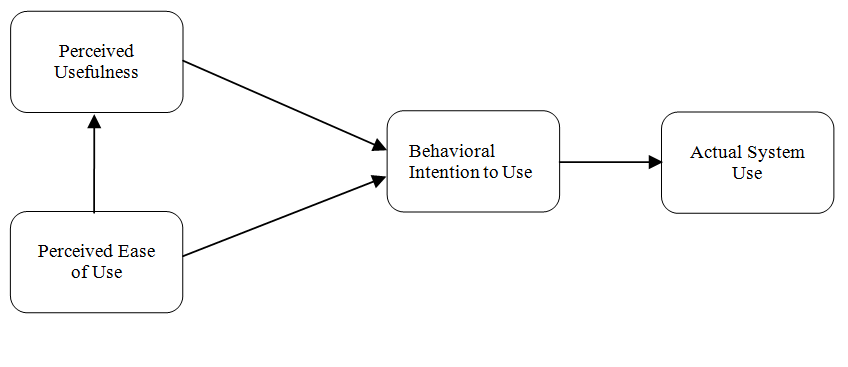 Perceived
Usefulness
Behavioral
Intention to Use
Actual System
Use
Perceived Ease
of Use